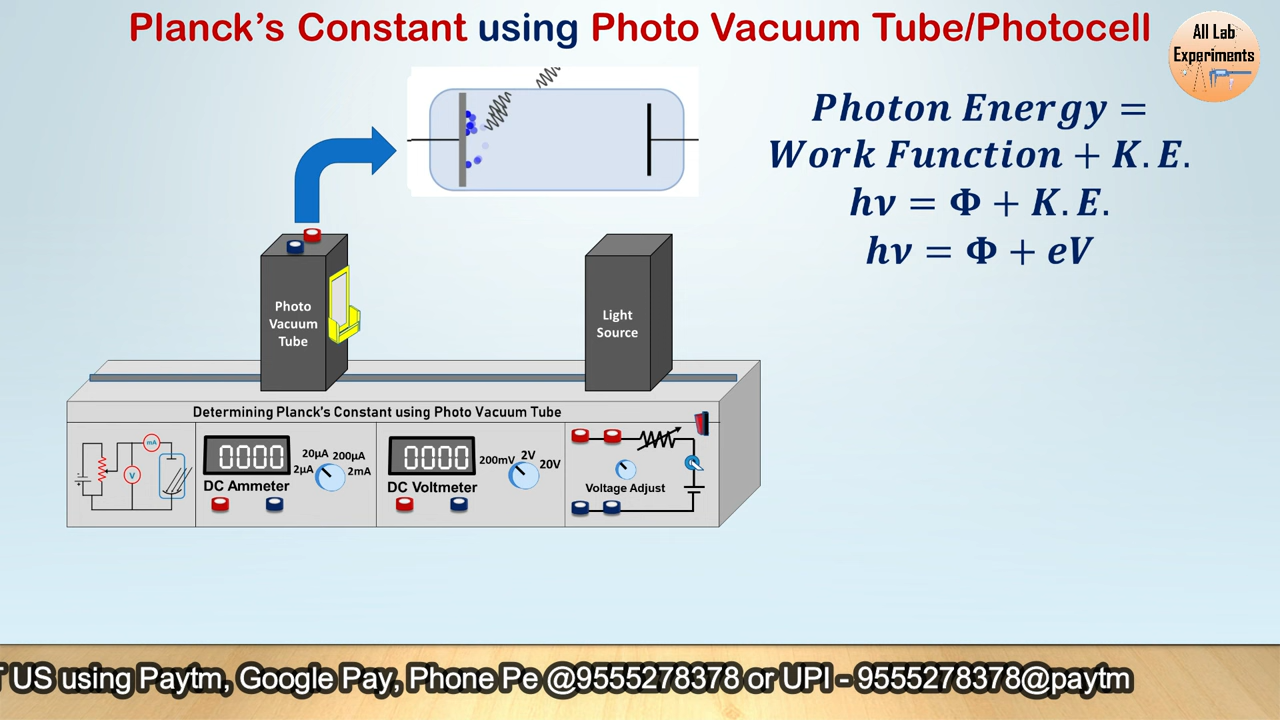 Planck's Constant using Photo Vacuum Tube/Photocell
All Lab
Experiments
Photon Energy =
Work Function + K.E.
hν = Φ + K.E.
hν = Φ + eV
Photo
Vacuum
Tube
Light
Source
Determining Planck's Constant using Photo Vacuum Tube
mA
V
0000
DC Ammeter
2μA
20μA
200μA
2mA
0000
DC Voltmeter
200mV
2V
20V
Voltage Adjust
US using Paytm, Google Pay, Phone Pe @9555278378 or UPI - 9555278378@paytm